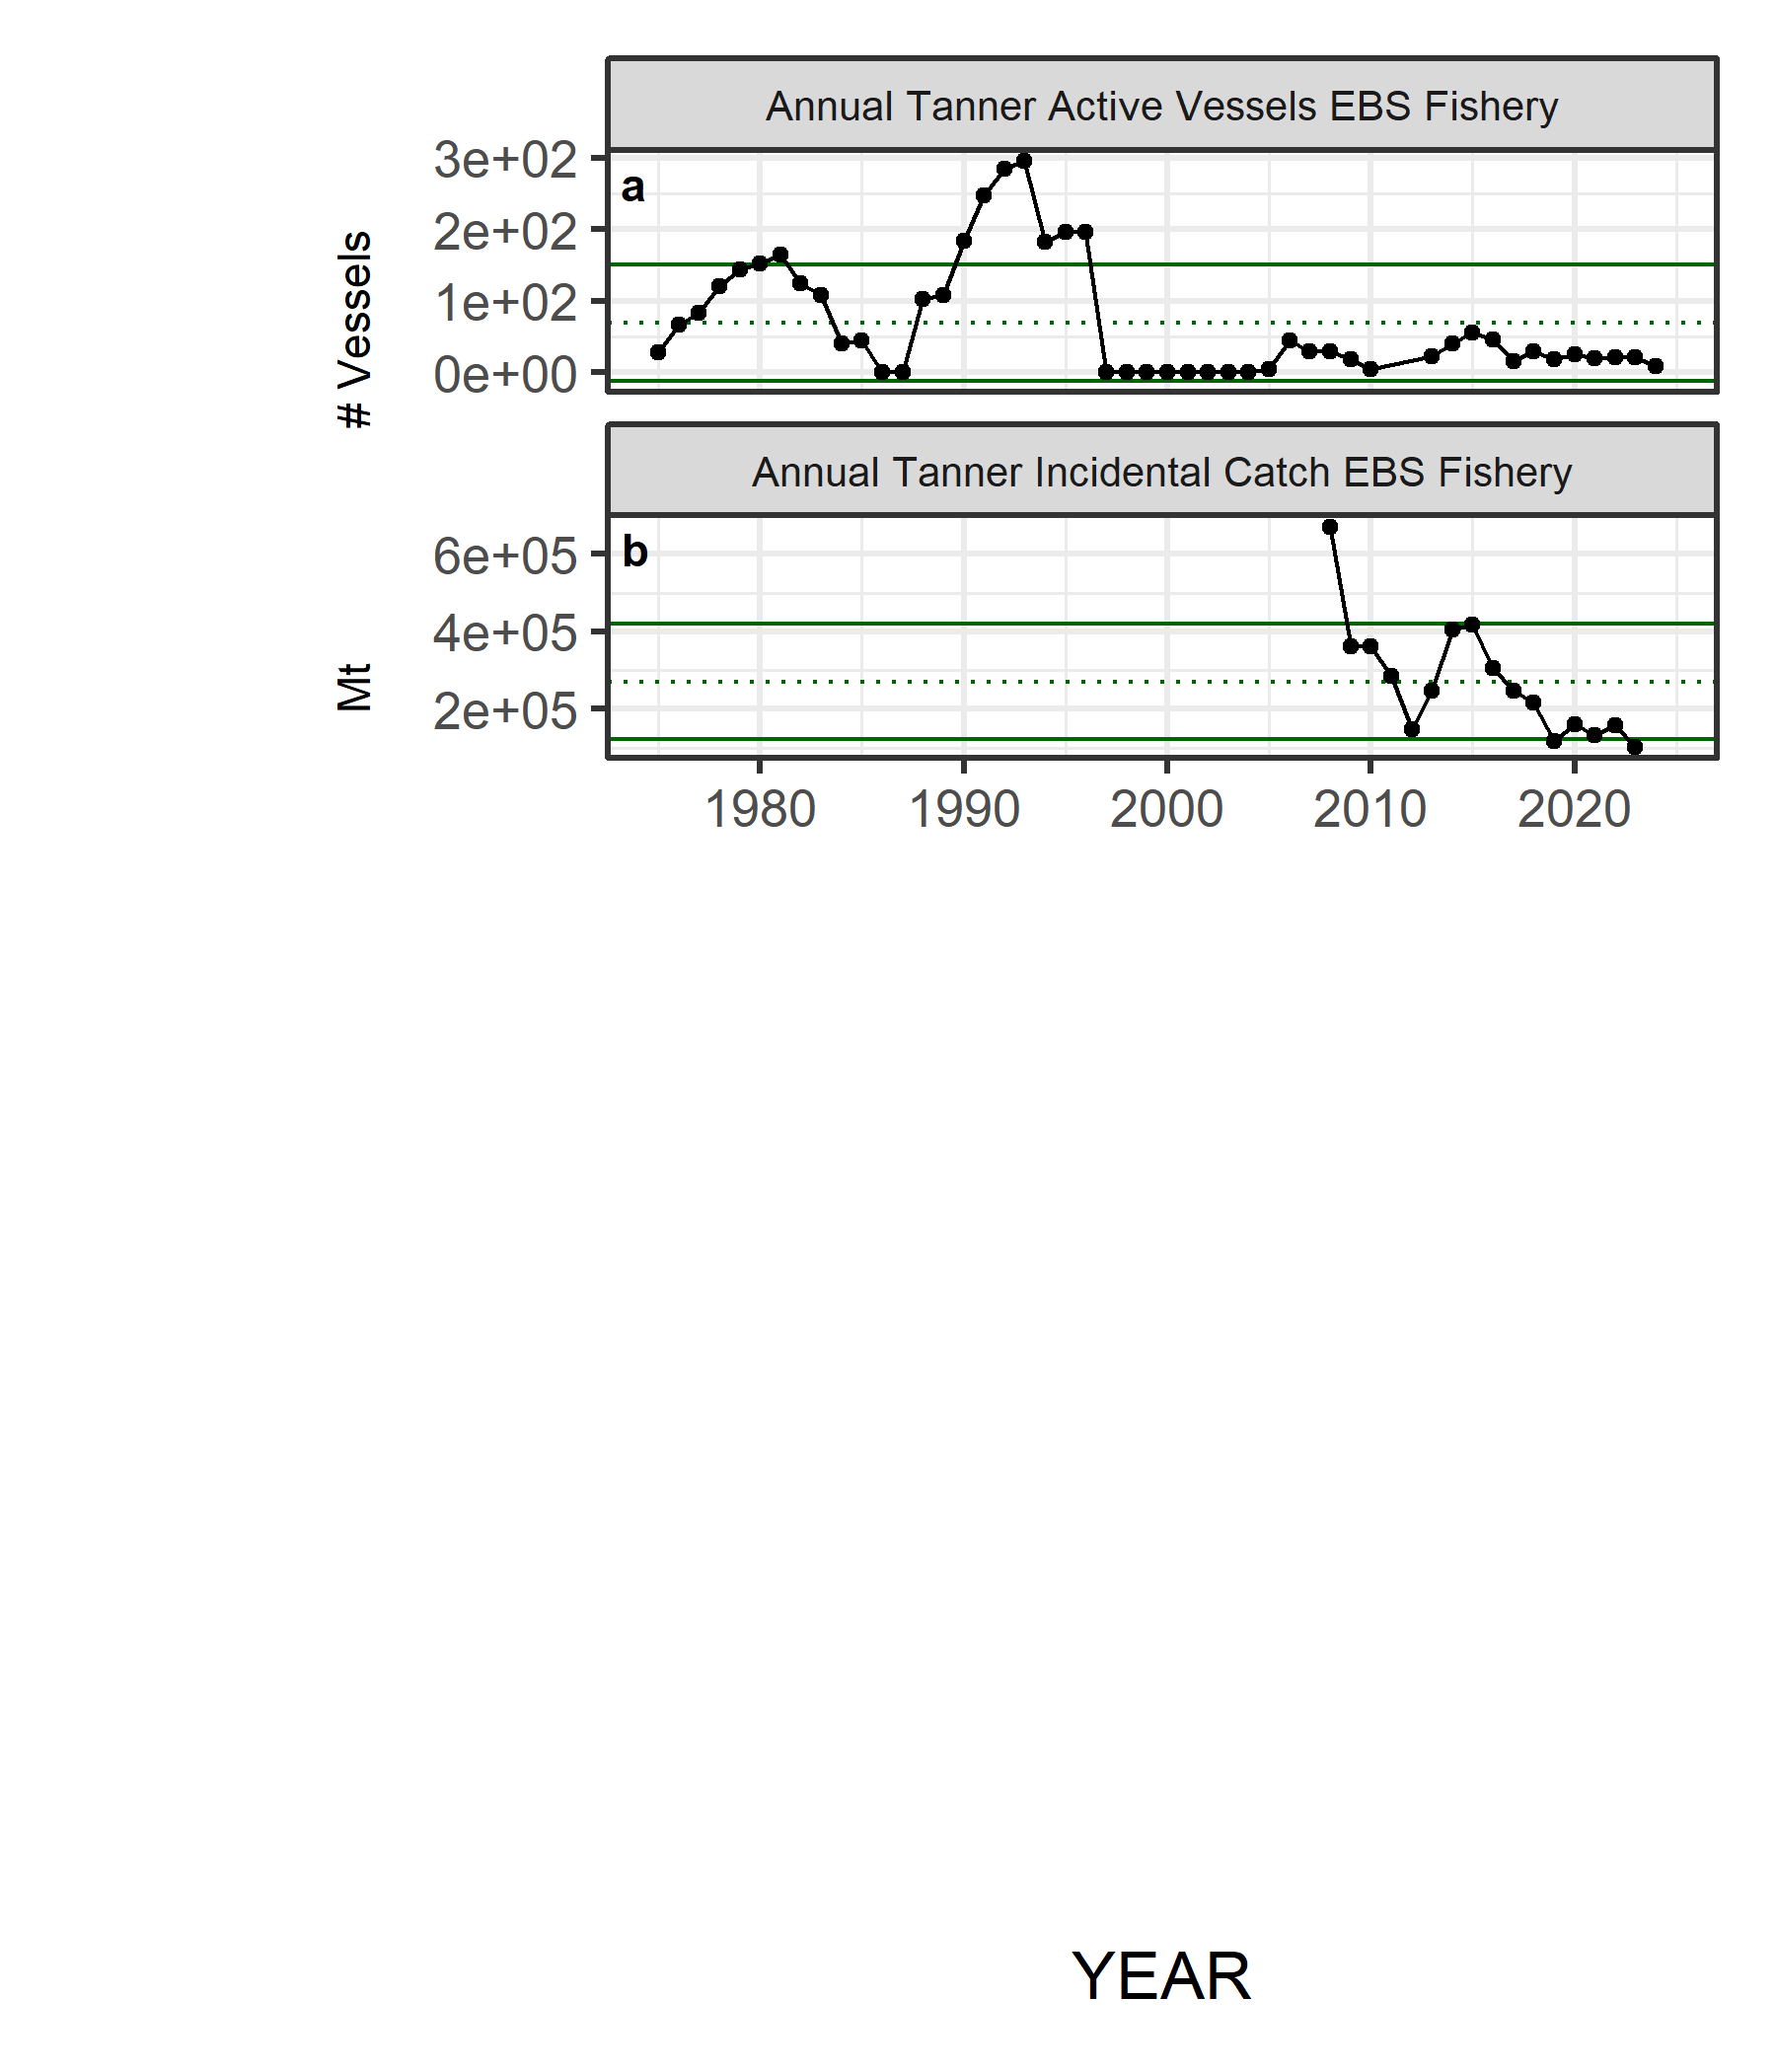 Annual Tanner Active Vessels EBS Fishery
a
3e+02
2e+02
1e+02
0e+00
# Vessels
Annual Tanner Incidental Catch EBS Fishery
b
6e+05
4e+05
2e+05
Mt
1980 1990 2000 2010 2020
YEAR